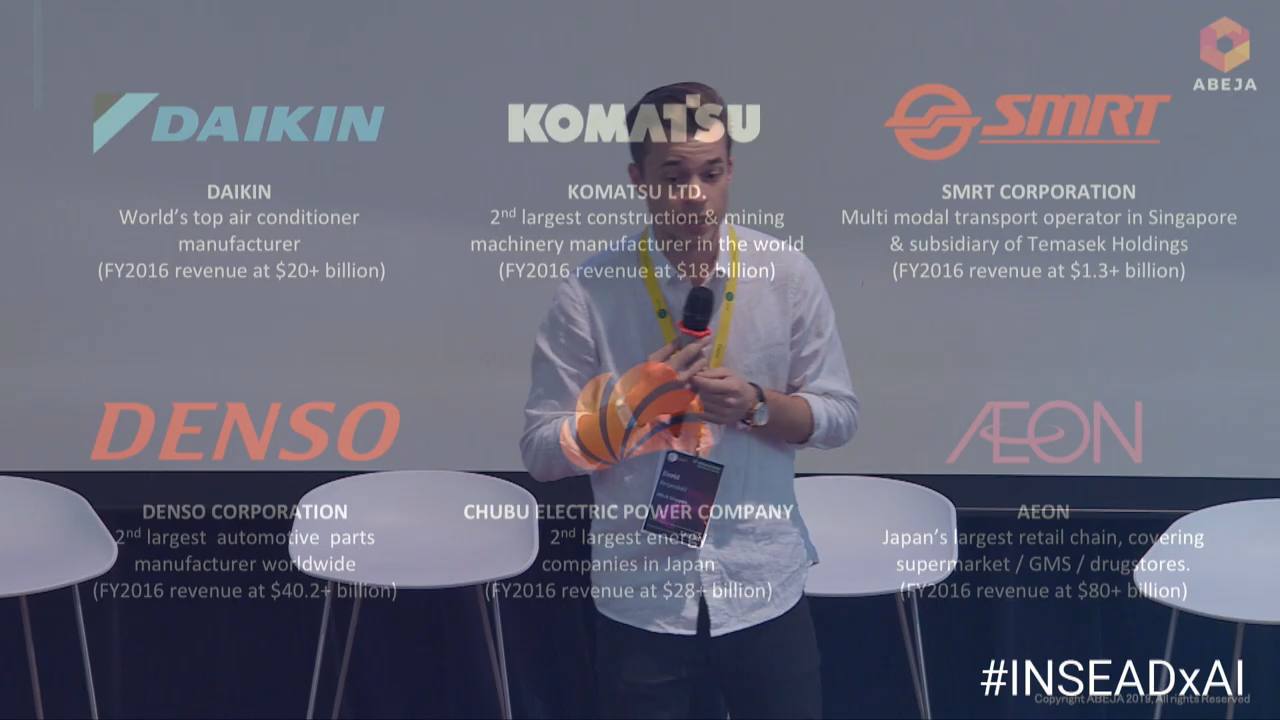 ABEJA
DAIKIN
KOMATSU
SMRT
DAIKIN
World's top air conditioner
manufacturer
(FY2016 revenue at $20+ billion)
KOMATSU LTD.
2nd largest construction & mining
machinery manufacturer in the world
(FY2016 revenue at $18 billion)
SMRT CORPORATION
Multi modal transport operator in Singapore
& subsidiary of Temasek Holdings
(FY2016 revenue at $1.3+ billion)
DENSO
ÆON
DENSO CORPORATION
2nd largest automotive parts
manufacturer worldwide
(FY2016 revenue at $40.2+ billion)
CHUBU ELECTRIC POWER COMPANY
2nd largest energy
companies in Japan
(FY2016 revenue at $28+ billion)
AEON
Japan's largest retail chain, covering
supermarket / GMS / drugstores.
(FY2016 revenue at $80+ billion)
David
#INSEADxAI
Copyright ABEJA 2019, All rights Reserved